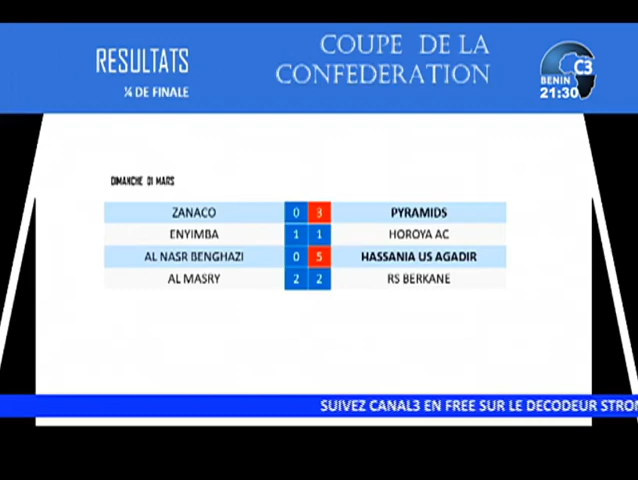 RESULTATS
¼ DE FINALE
COUPE DE LA
CONFEDERATION
C3
BENIN
21:30
DIMANCHE 01 MARS
ZANACO 0 3 PYRAMIDS
ENYIMBA 1 1 HOROYA AC
AL NASR BENGHAZI 0 5 HASSANIA US AGADIR
AL MASRY 2 2 RS BERKANE
SUIVEZ CANAL3 EN FREE SUR LE DECODEUR STRON